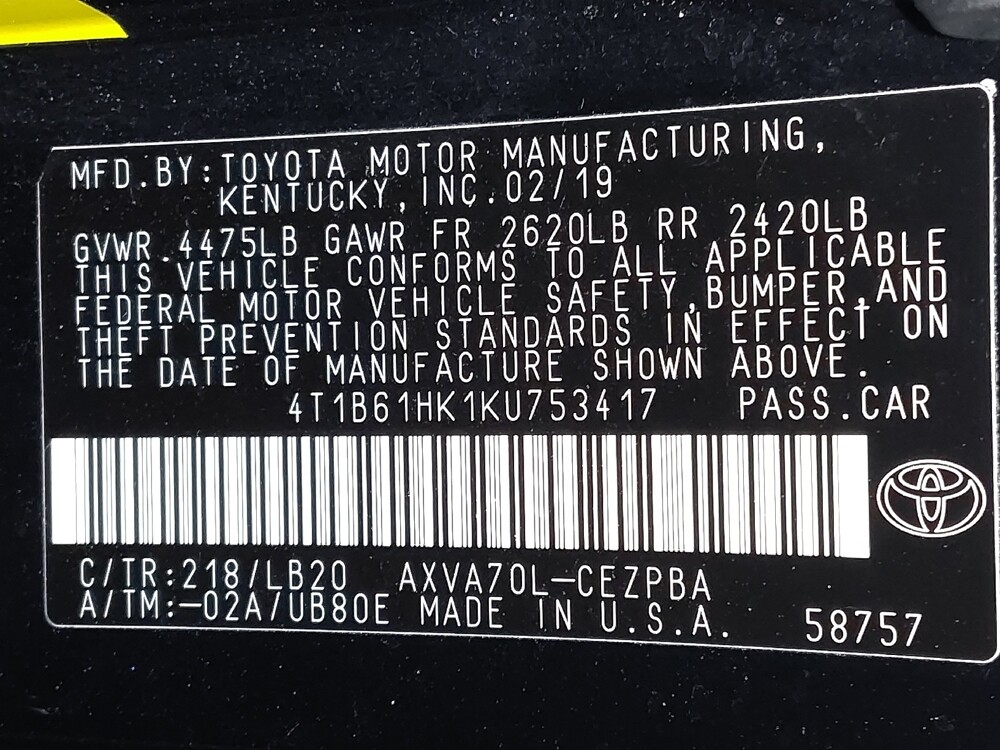 MFD.BY:TOYOTA MOTOR MANUFACTURING,
KENTUCKY, INC.02/19
GVWR.4475LB GAWR FR 2620LB RR 2420LB
THIS VEHICLE CONFORMS TO ALL APPLICABLE
FEDERAL MOTOR VEHICLE SAFETY,BUMPER,AND
THEFT PREVENTION STANDARDS IN EFFECT ON
THE DATE OF MANUFACTURE SHOWN ABOVE.
4T1B61HK1KU753417 PASS.CAR
C/TR:218/LB20 AXVA70L-CEZPBA
A/TM:-02A/UB80E MADE IN U.S.A. 58757